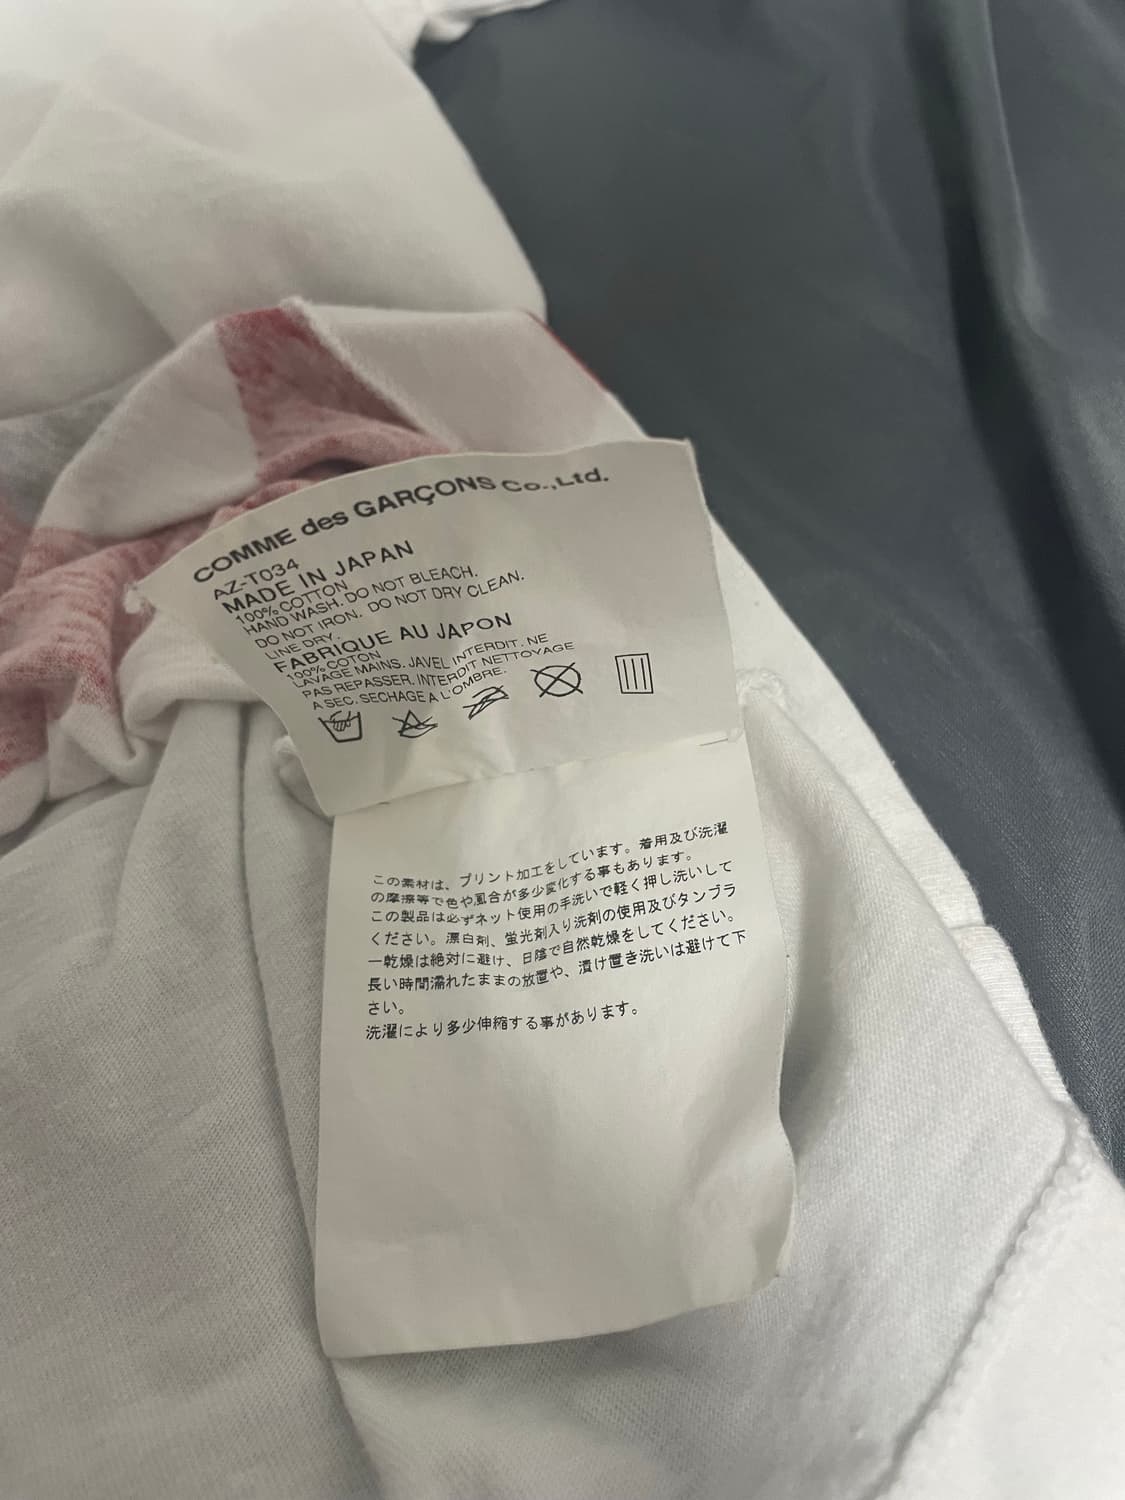 COMME des GARÇONS Co.,Ltd.
AZ-T034
MADE IN JAPAN
100% COTTON
HAND WASH. DO NOT BLEACH.
DO NOT IRON. DO NOT DRY CLEAN.
LINE DRY.
FABRIQUE AU JAPON
100% COTON
LAVAGE MAINS. JAVEL INTERDIT. NE
PAS REPASSER. INTERDIT NETTOYAGE
A SEC. SECHAGE A L'OMBRE.
この素材は、プリント加工をしています。着用及び洗濯
の摩擦等で色や風合が多少変化する事もあります。
この製品は必ずネット使用の手洗いで軽く押し洗いして
ください。漂白剤、蛍光剤入り洗剤の使用及びタンブラ
ー乾燥は絶対に避け、日陰で自然乾燥をしてください。
長い時間濡れたままの放置や、漬け置き洗いは避けて下
さい。
洗濯により多少伸縮する事があります。